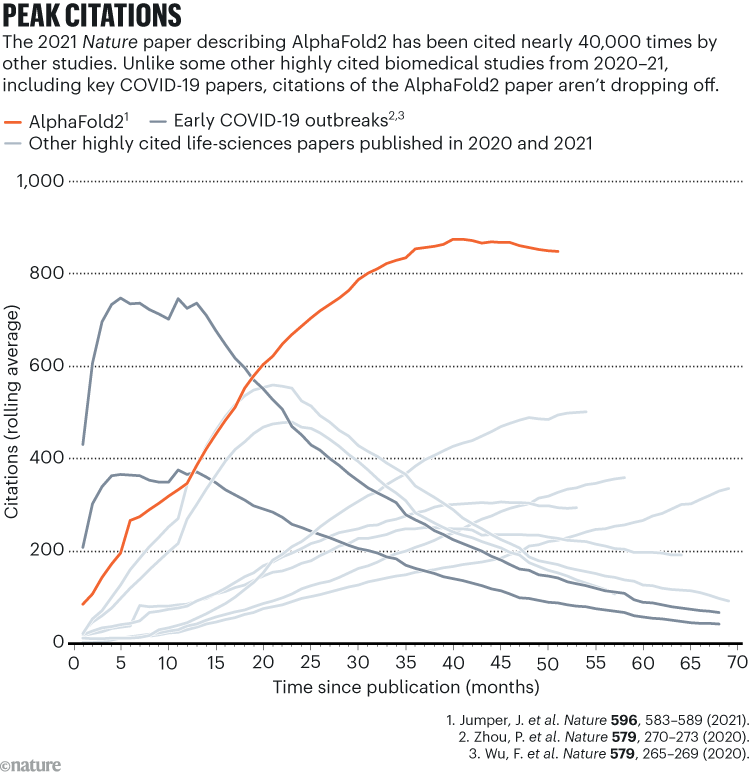 PEAK CITATIONS
The 2021 Nature paper describing AlphaFold2 has been cited nearly 40,000 times by
other studies. Unlike some other highly cited biomedical studies from 2020–21,
including key COVID-19 papers, citations of the AlphaFold2 paper aren’t dropping off.
AlphaFold2¹ Early COVID-19 outbreaks²,³
Other highly cited life-sciences papers published in 2020 and 2021
1,000
800
600
400
200
0
Citations (rolling average)
0 5 10 15 20 25 30 35 40 45 50 55 60 65 70
Time since publication (months)
1. Jumper, J. et al. Nature 596, 583–589 (2021).
2. Zhou, P. et al. Nature 579, 270–273 (2020).
3. Wu, F. et al. Nature 579, 265–269 (2020).
©nature